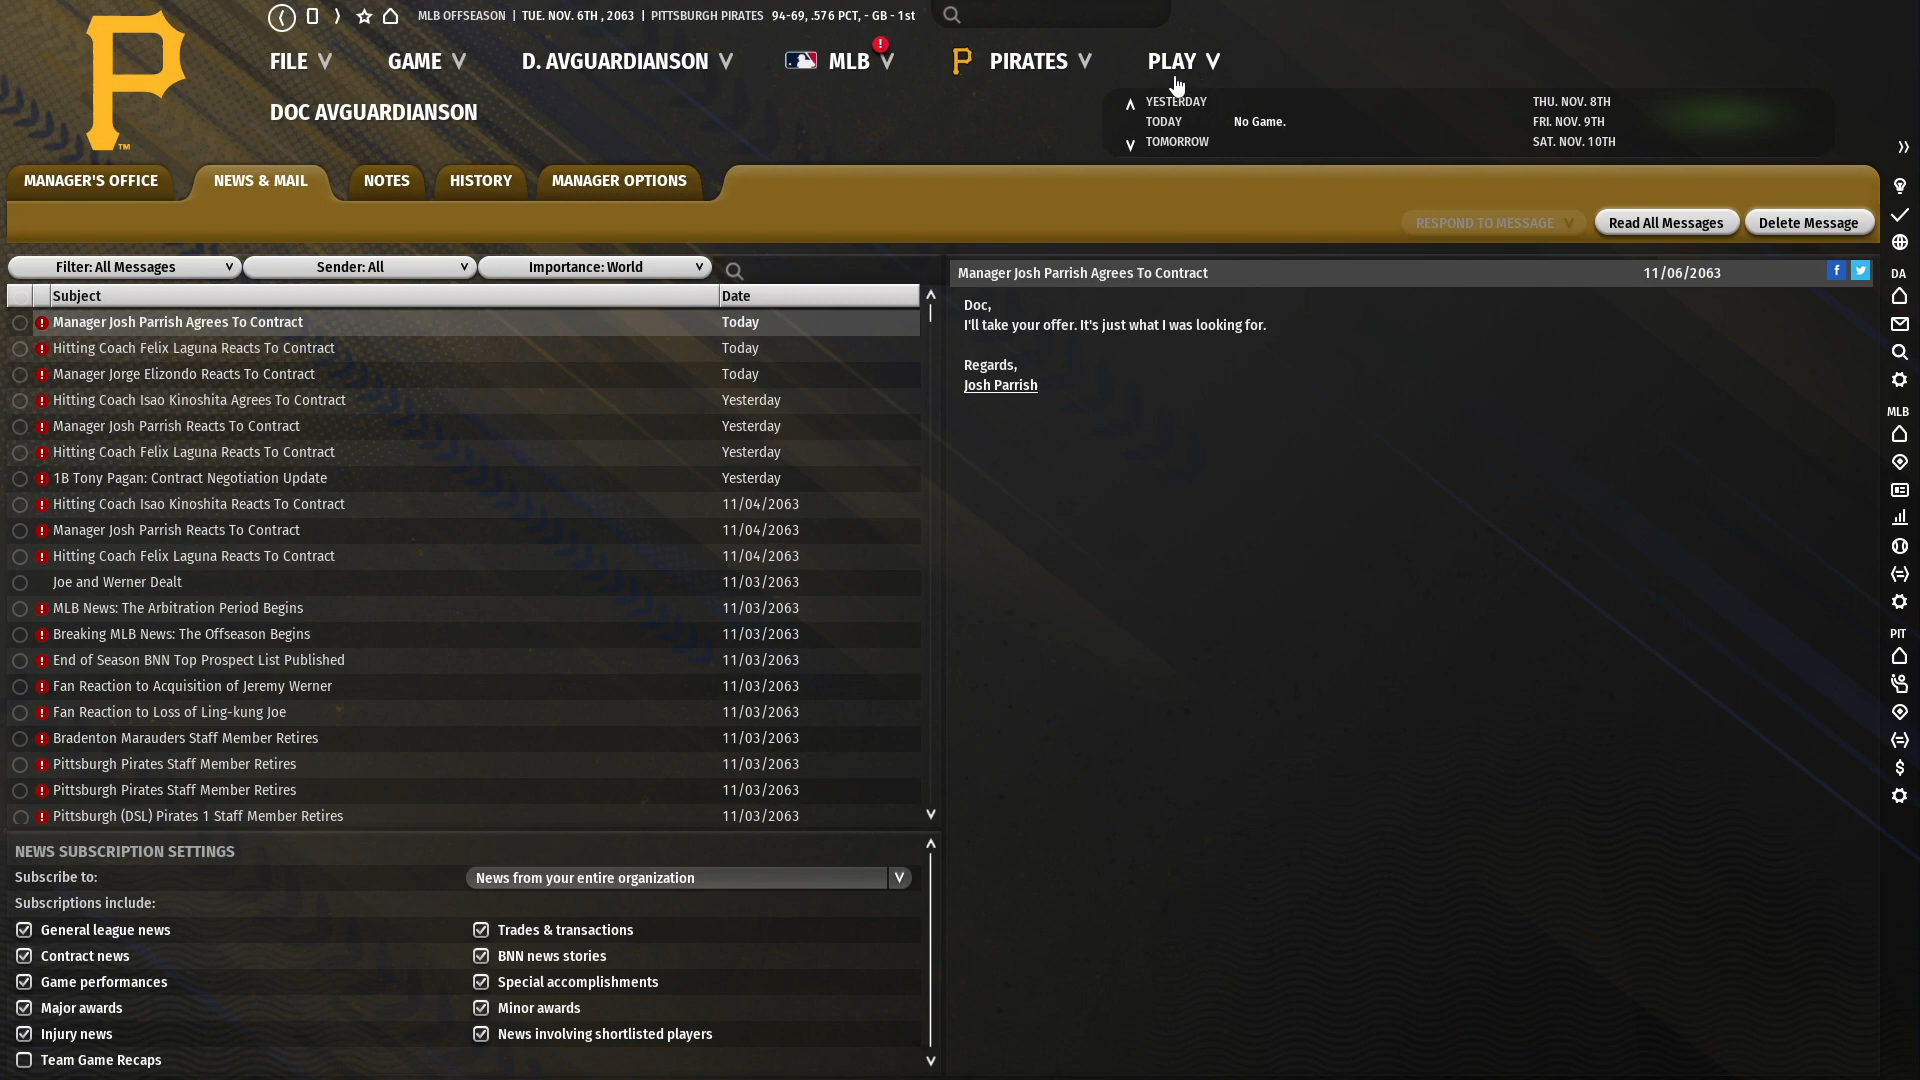 MLB OFFSEASON | TUE. NOV. 6TH , 2063 | PITTSBURGH PIRATES 94-69, .576 PCT, - GB - 1st
FILE GAME D. AVGUARDIANSON MLB ! P PIRATES PLAY
P
TM
DOC AVGUARDIANSON
YESTERDAY THU. NOV. 8TH
TODAY No Game. FRI. NOV. 9TH
TOMORROW SAT. NOV. 10TH
MANAGER'S OFFICE NEWS & MAIL NOTES HISTORY MANAGER OPTIONS
RESPOND TO MESSAGE Read All Messages Delete Message
Filter: All Messages Sender: All Importance: World
Subject Date
Manager Josh Parrish Agrees To Contract Today
Hitting Coach Felix Laguna Reacts To Contract Today
Manager Jorge Elizondo Reacts To Contract Today
Hitting Coach Isao Kinoshita Agrees To Contract Yesterday
Manager Josh Parrish Reacts To Contract Yesterday
Hitting Coach Felix Laguna Reacts To Contract Yesterday
1B Tony Pagan: Contract Negotiation Update Yesterday
Hitting Coach Isao Kinoshita Reacts To Contract 11/04/2063
Manager Josh Parrish Reacts To Contract 11/04/2063
Hitting Coach Felix Laguna Reacts To Contract 11/04/2063
Joe and Werner Dealt 11/03/2063
MLB News: The Arbitration Period Begins 11/03/2063
Breaking MLB News: The Offseason Begins 11/03/2063
End of Season BNN Top Prospect List Published 11/03/2063
Fan Reaction to Acquisition of Jeremy Werner 11/03/2063
Fan Reaction to Loss of Ling-kung Joe 11/03/2063
Bradenton Marauders Staff Member Retires 11/03/2063
Pittsburgh Pirates Staff Member Retires 11/03/2063
Pittsburgh Pirates Staff Member Retires 11/03/2063
Pittsburgh (DSL) Pirates 1 Staff Member Retires 11/03/2063
NEWS SUBSCRIPTION SETTINGS
Subscribe to: News from your entire organization
Subscriptions include:
General league news Trades & transactions
Contract news BNN news stories
Game performances Special accomplishments
Major awards Minor awards
Injury news News involving shortlisted players
Team Game Recaps
Manager Josh Parrish Agrees To Contract 11/06/2063
Doc,
I'll take your offer. It's just what I was looking for.
Regards,
Josh Parrish
DA
MLB
PIT
$